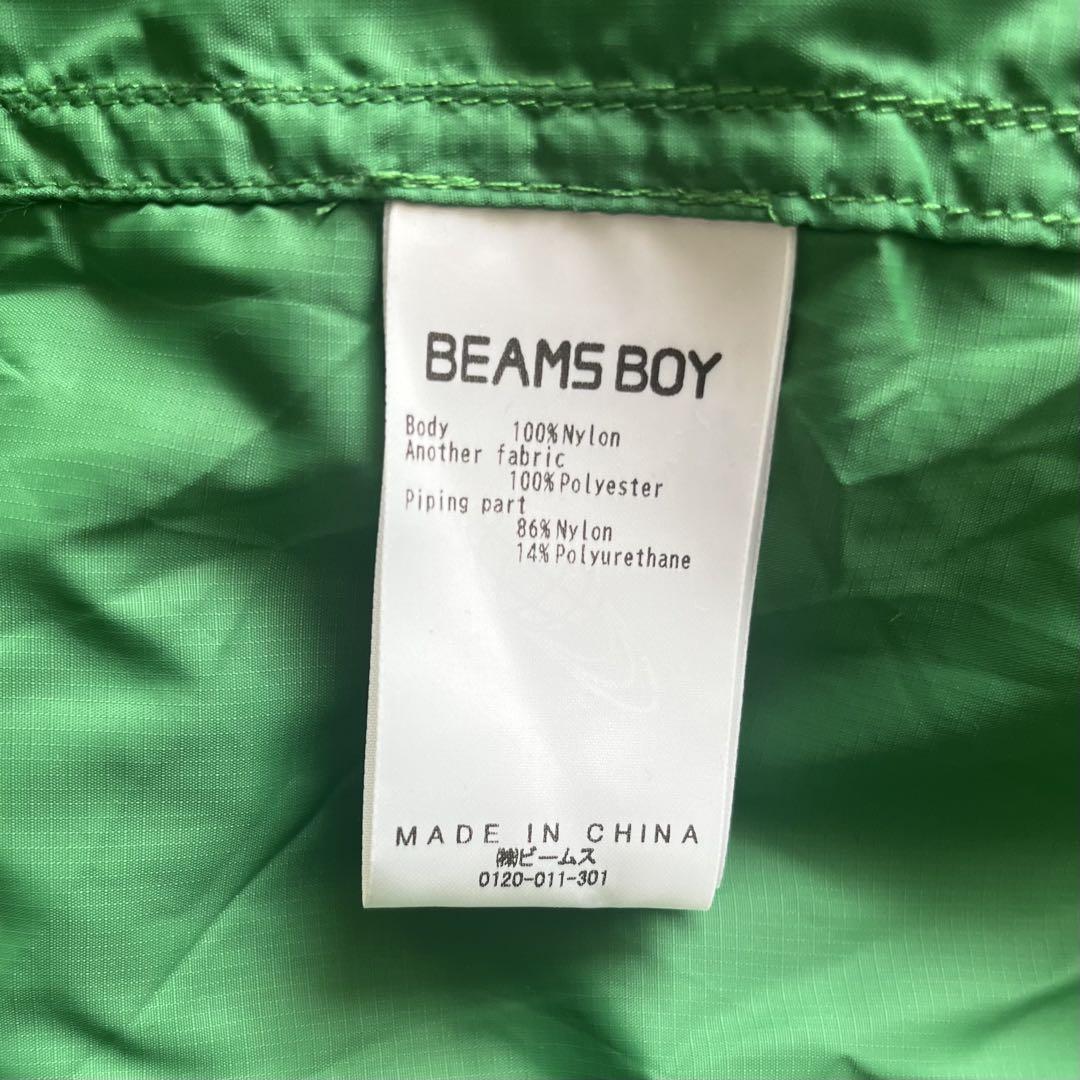 BEAMS BOY
Body 100% Nylon
Another fabric
100% Polyester
Piping part
86% Nylon
14% Polyurethane
MADE IN CHINA
㈱ビームス
0120-011-301